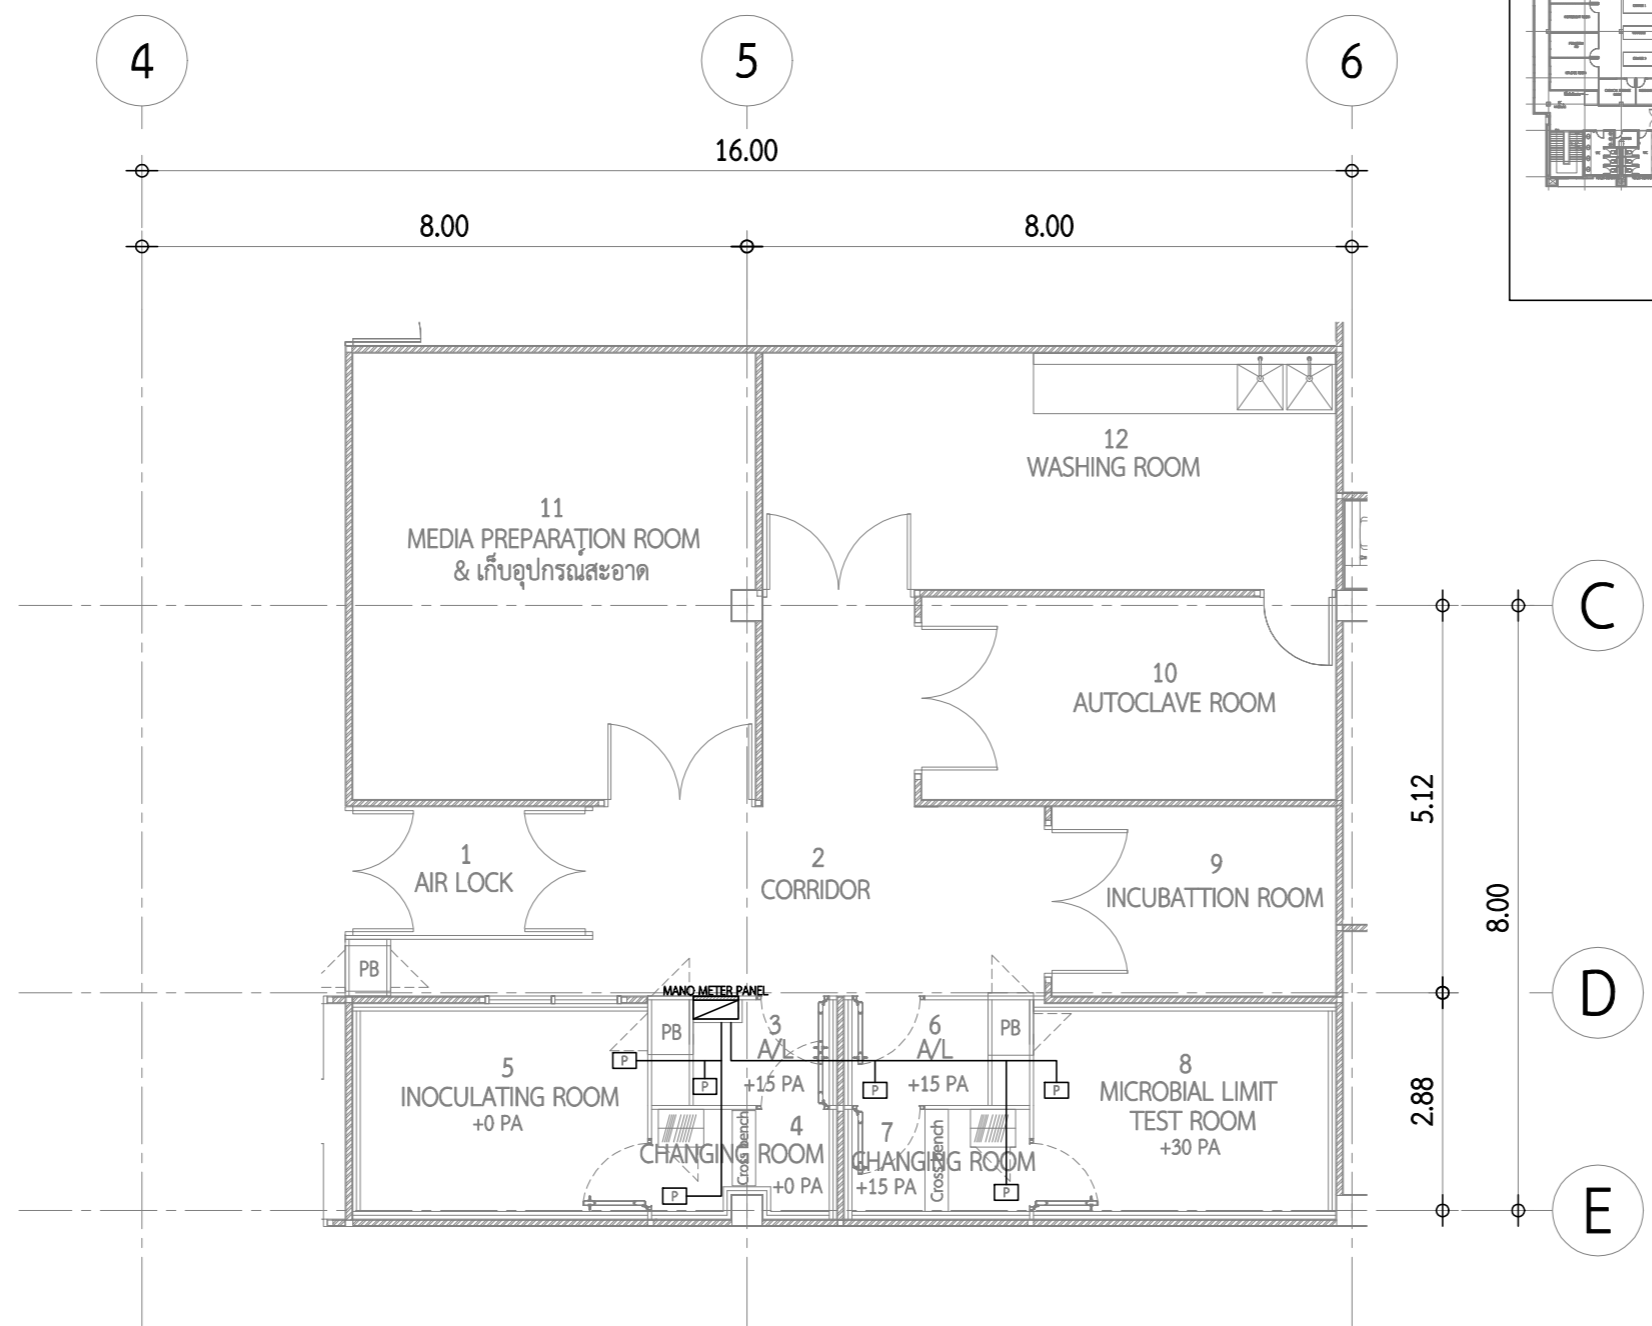 4
5
6
16.00
8.00
8.00
12
WASHING ROOM
11
MEDIA PREPARATION ROOM
& เก็บอุปกรณ์สะอาด
C
10
AUTOCLAVE ROOM
5.12
1
AIR LOCK
2
CORRIDOR
9
INCUBATTION ROOM
8.00
PB
MANO METER PANEL
D
PB
3
A/L
+15 PA
6
A/L
+15 PA
PB
5
INOCULATING ROOM
+0 PA
P
P
P
P
8
MICROBIAL LIMIT
TEST ROOM
+30 PA
2.88
4
CHANGING ROOM
+0 PA
Cross bench
7
CHANGING ROOM
+15 PA
Cross bench
P
P
E